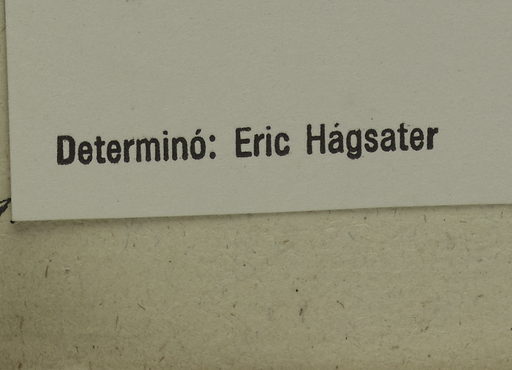 Determinó: Eric Hágsater